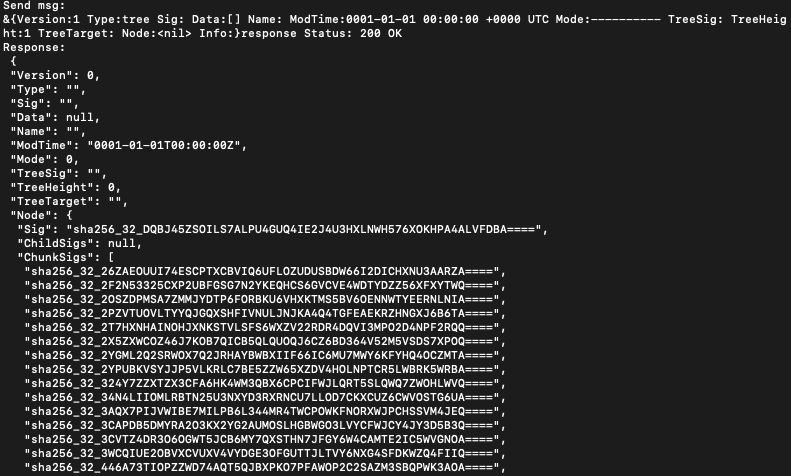 Send msg:
&{Version:1 Type:tree Sig: Data:[] Name: ModTime:0001-01-01 00:00:00 +0000 UTC Mode:---------- TreeSig: TreeHeig
ht:1 TreeTarget: Node:<nil> Info:}response Status: 200 OK
Response:
{
"Version": 0,
"Type": "",
"Sig": "",
"Data": null,
"Name": "",
"ModTime": "0001-01-01T00:00:00Z",
"Mode": 0,
"TreeSig": "",
"TreeHeight": 0,
"TreeTarget": "",
"Node": {
"Sig": "sha256_32_DQBJ45ZSOILS7ALPU4GUQ4IE2J4U3HXLNWH576XOKHPA4ALVFDBA====",
"ChildSigs": null,
"ChunkSigs": [
"sha256_32_26ZAEOUUI74ESCPTXCBVIQ6UFLOZUDUSBDW66I2DICHXNU3AARZA====",
"sha256_32_2F2N53325CXP2UBFGSG7N2YKEQHCS6GVCVE4WDTYDZZ56XFXYTWQ====",
"sha256_32_2OSZDPMSA7ZMMJYDTP6FORBKU6VHXKTMS5BV6OENNWTYEERNLNIA====",
"sha256_32_2PZVTUOVLTYYQJGQXSHFIVNULJNJKA4Q4TGFEAEKRZHNGXJ6B6TA====",
"sha256_32_2T7HXNHAINOHJXNKSTVLSFS6WXZV22RDR4DQVI3MPO2D4NPF2RQQ====",
"sha256_32_2X5ZXWCOZ46J7KOB7QICB5QLQUOQJ6CZ6BD364V52M5VSDS7XPOQ====",
"sha256_32_2YGML2Q2SRWOX7Q2JRHAYBWBXIIF66IC6MU7MWY6KFYHQ4OCZMTA====",
"sha256_32_2YPUBKVSYJJP5VLKRLC7BE5ZZW65XZDV4HOLNPTCR5LWBRK5WRBA====",
"sha256_32_324Y7ZZXTZX3CFA6HK4WM3QBX6CPCIFWJLQRT5SLQWQ7ZWOHLWVQ====",
"sha256_32_34N4LIIOMLRBTN25U3NXYD3RXRNCU7LLOD7CKXCUZ6CWVOSTG6UA====",
"sha256_32_3AQX7PIJVWIBE7MILPB6L344MR4TWCPOWKFNORXWJPCHSSVM4JEQ====",
"sha256_32_3CAPDB5DMYRA2O3KX2YG2AUMOSLHGBWGO3LVYCFWJCY4JY3D5B3Q====",
"sha256_32_3CVTZ4DR3O6OGWT5JCB6MY7QXSTHN7JFGY6W4CAMTE2IC5WVGNOA====",
"sha256_32_3WCQIUE2OBVXCVUXV4VYDGE3OFGUTTJLTVY6NXG4SFDKWZQ4FIIQ====",
"sha256_32_446A73TIOPZZWD74AQT5QJBXPKO7PFAWOP2C2SAZM3SBQPWK3AOA====",